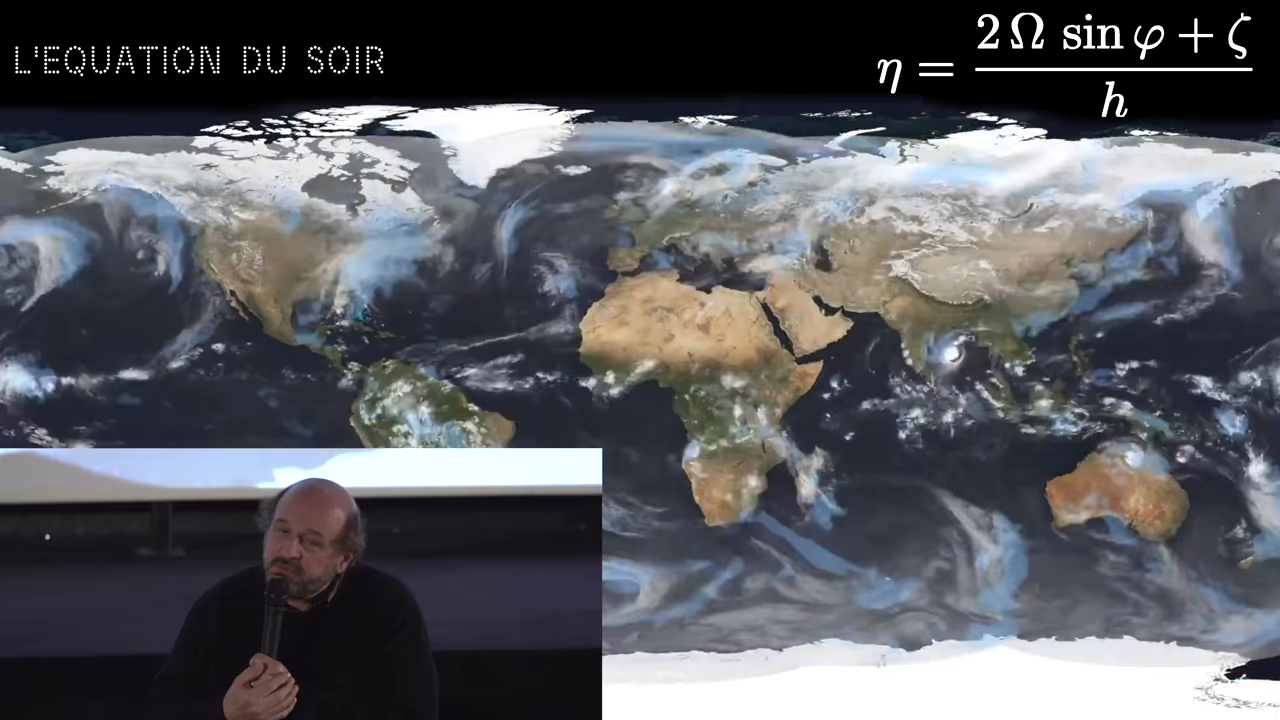 L'EQUATION DU SOIR
η = (2 Ω sin φ + ζ) / h